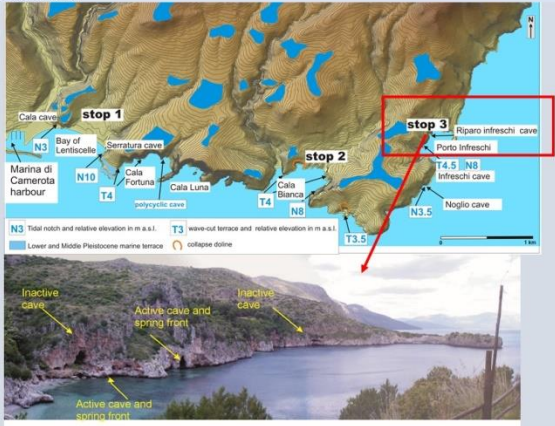 N
Cala cave
stop 1
N3
Bay of
Lentiscelle
Serratura cave
Marina di
Camerota
harbour
N10
T4
Cala
Fortuna
polycyclic cave
Cala Luna
stop 2
T4
Cala
Bianca
N8
T3.5
stop 3
Riparo infreschi cave
Porto Infreschi
T4.5 N8
Infreschi cave
Noglio cave
N3.5
0 1 km
N3 Tidal notch and relative elevation in m a.s.l.
T3 wave-cut terrace and relative elevation in m a.s.l.
Lower and Middle Pleistocene marine terrace
collapse doline
Inactive
cave
Active cave and
spring front
Inactive
cave
Active cave and
spring front